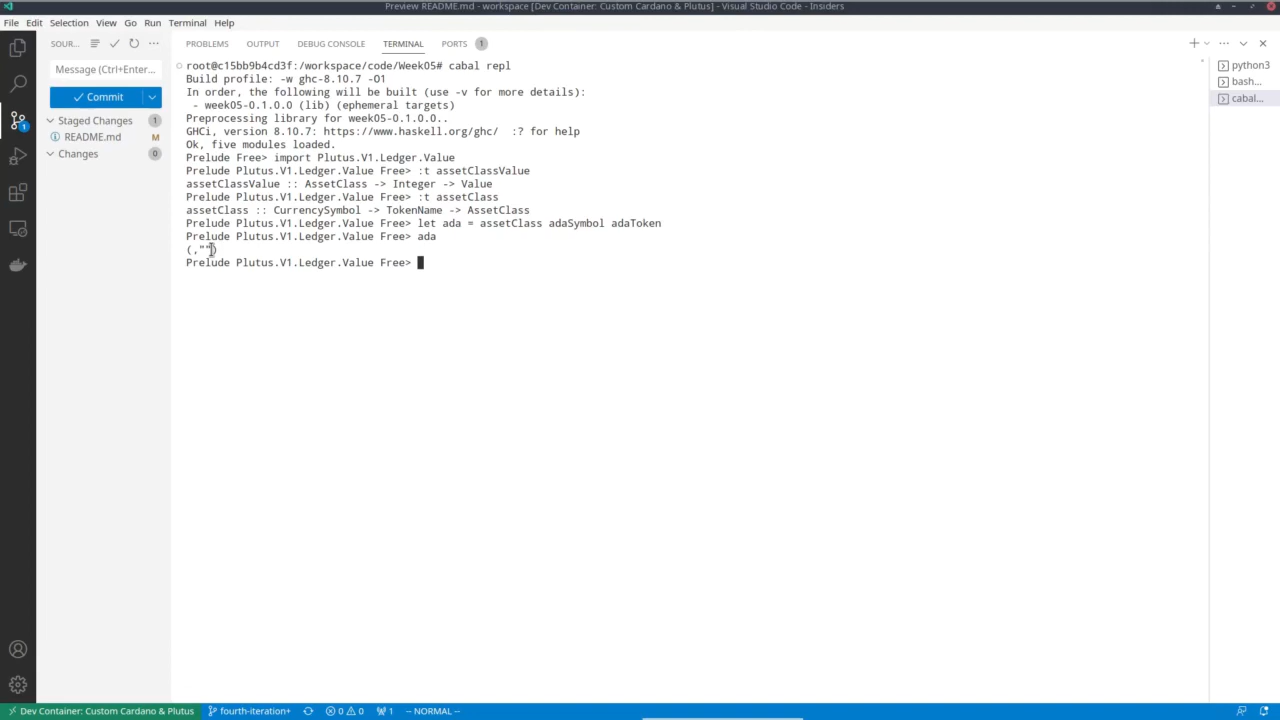 Preview README.md - workspace [Dev Container: Custom Cardano & Plutus] - Visual Studio Code - Insiders
File Edit Selection View Go Run Terminal Help
SOUR...
PROBLEMS OUTPUT DEBUG CONSOLE TERMINAL PORTS 1
Message (Ctrl+Enter...
Commit
Staged Changes 1
README.md M
Changes 0
root@c15bb9b4cd3f:/workspace/code/Week05# cabal repl
Build profile: -w ghc-8.10.7 -O1
In order, the following will be built (use -v for more details):
- week05-0.1.0.0 (lib) (ephemeral targets)
Preprocessing library for week05-0.1.0.0..
GHCi, version 8.10.7: https://www.haskell.org/ghc/  :? for help
Ok, five modules loaded.
Prelude Free> import Plutus.V1.Ledger.Value
Prelude Plutus.V1.Ledger.Value Free> :t assetClassValue
assetClassValue :: AssetClass -> Integer -> Value
Prelude Plutus.V1.Ledger.Value Free> :t assetClass
assetClass :: CurrencySymbol -> TokenName -> AssetClass
Prelude Plutus.V1.Ledger.Value Free> let ada = assetClass adaSymbol adaToken
Prelude Plutus.V1.Ledger.Value Free> ada
(,"")
Prelude Plutus.V1.Ledger.Value Free>
python3
bash...
cabal...
1
Dev Container: Custom Cardano & Plutus fourth-iteration+ 0 0 1 -- NORMAL --